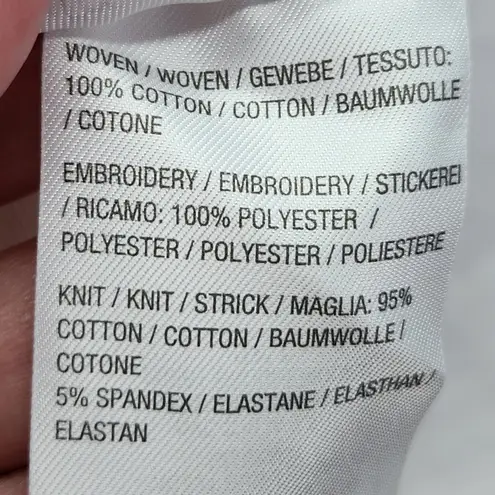 WOVEN / WOVEN / GEWEBE / TESSUTO:
100% COTTON / COTTON / BAUMWOLLE
/ COTONE
EMBROIDERY / EMBROIDERY / STICKEREI
/ RICAMO: 100% POLYESTER /
POLYESTER / POLYESTER / POLIESTERE
KNIT / KNIT / STRICK / MAGLIA: 95%
COTTON / COTTON / BAUMWOLLE /
COTONE
5% SPANDEX / ELASTANE / ELASTHAN /
ELASTAN